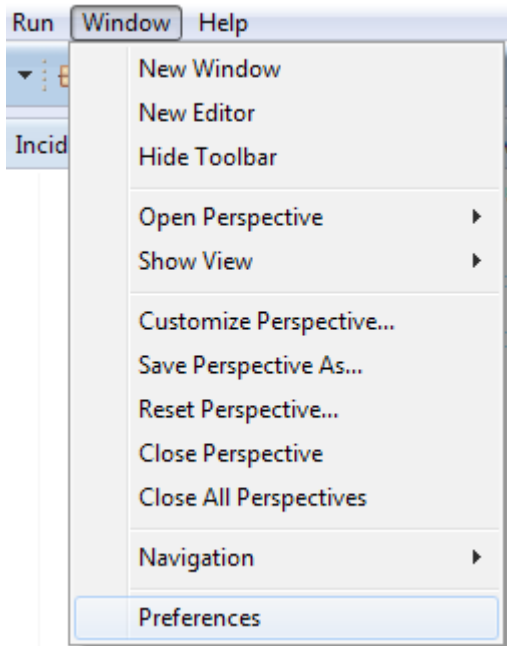 Run Window Help
New Window
New Editor
Incid
Hide Toolbar
Open Perspective
Show View
Customize Perspective...
Save Perspective As...
Reset Perspective...
Close Perspective
Close All Perspectives
Navigation
Preferences